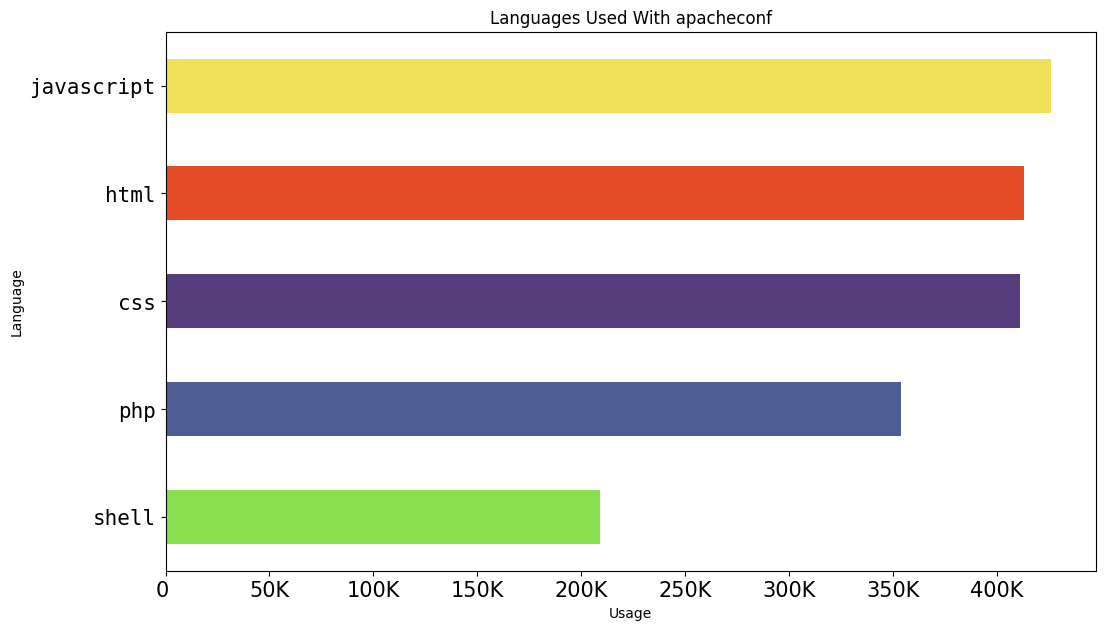 Languages Used With apacheconf
javascript
html
css
php
shell
Language
0 50K 100K 150K 200K 250K 300K 350K 400K
Usage